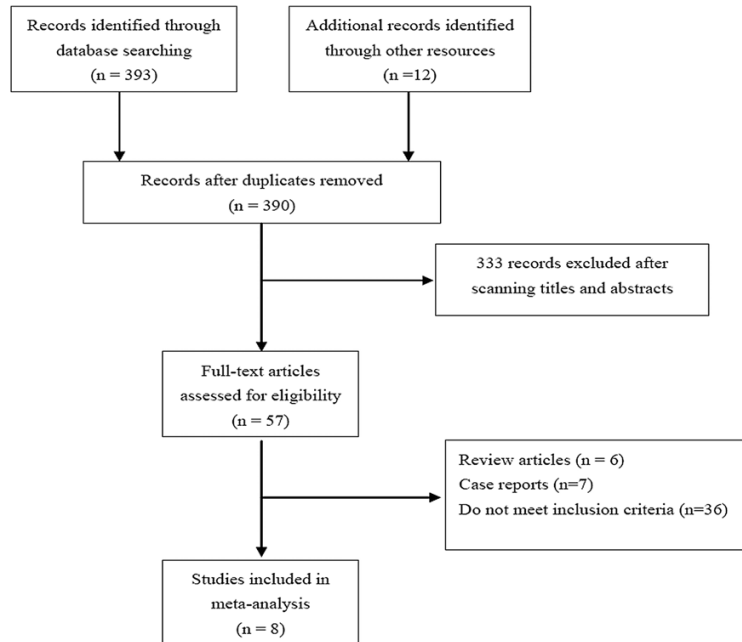 Records identified through
database searching
(n = 393)
Additional records identified
through other resources
(n =12)
Records after duplicates removed
(n = 390)
333 records excluded after
scanning titles and abstracts
Full-text articles
assessed for eligibility
(n = 57)
Review articles (n = 6)
Case reports (n=7)
Do not meet inclusion criteria (n=36)
Studies included in
meta-analysis
(n = 8)